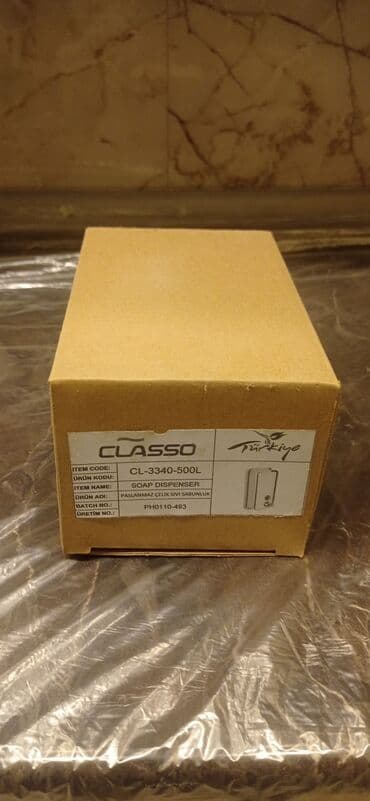 CLASSO
Türkiye
ITEM CODE: CL-3340-500L
ÜRÜN KODU:
ITEM NAME: SOAP DISPENSER
ÜRÜN ADI: PASLANMAZ ÇELİK SIVI SABUNLUK
BATCH NO.: PH0110-493
ÜRETİM NO.: